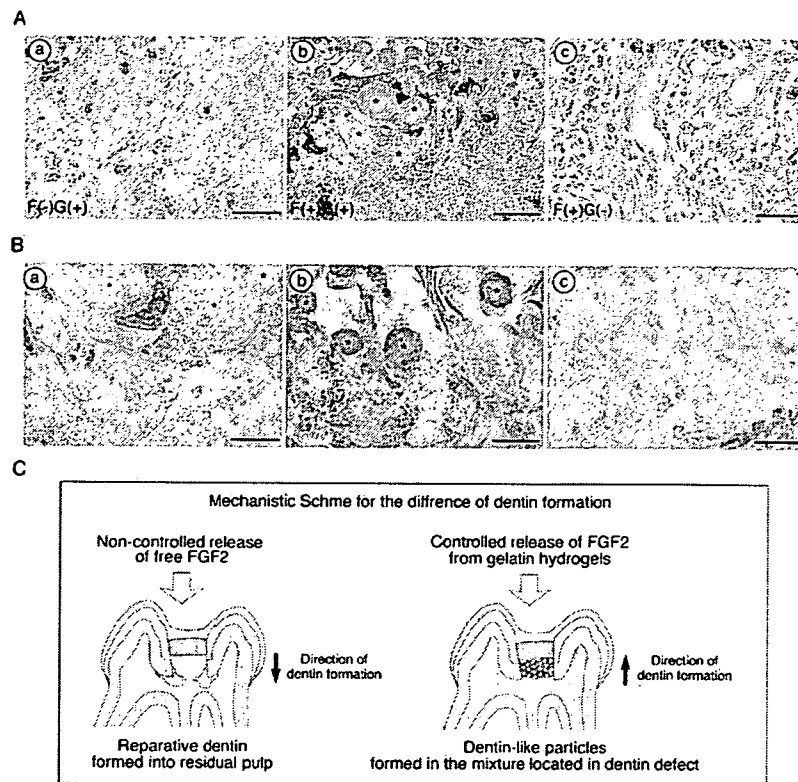 A
a
b
c
F(-)G(+)
F(+)G(+)
F(+)G(-)
B
a
b
c
C
Mechanistic Schme for the diffrence of dentin formation
Non-controlled release
of free FGF2
Controlled release of FGF2
from gelatin hydrogels
Direction of
dentin formation
Direction of
dentin formation
Reparative dentin
formed into residual pulp
Dentin-like particles
formed in the mixture located in dentin defect